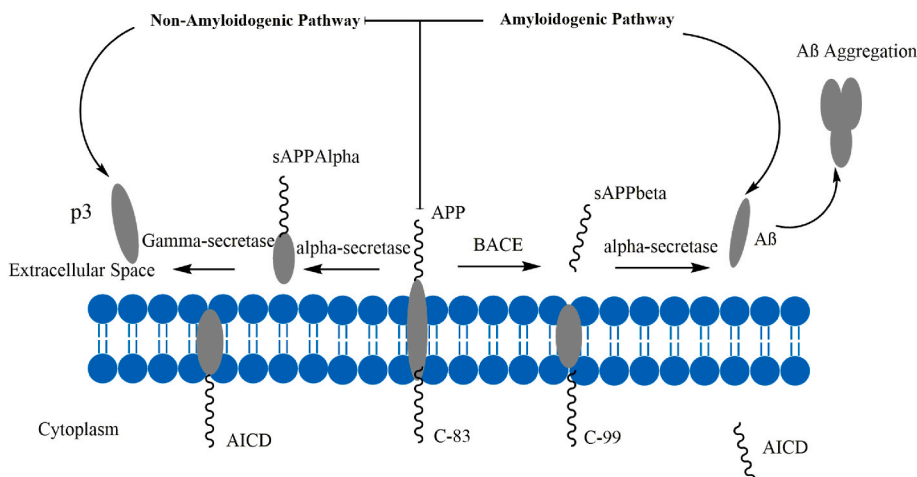 Non-Amyloidogenic Pathway
Amyloidogenic Pathway
Aß Aggregation
sAPPAlpha
sAPPbeta
p3
APP
Gamma-secretase
alpha-secretase
BACE
alpha-secretase
Aß
Extracellular Space
Cytoplasm
AICD
C-83
C-99
AICD